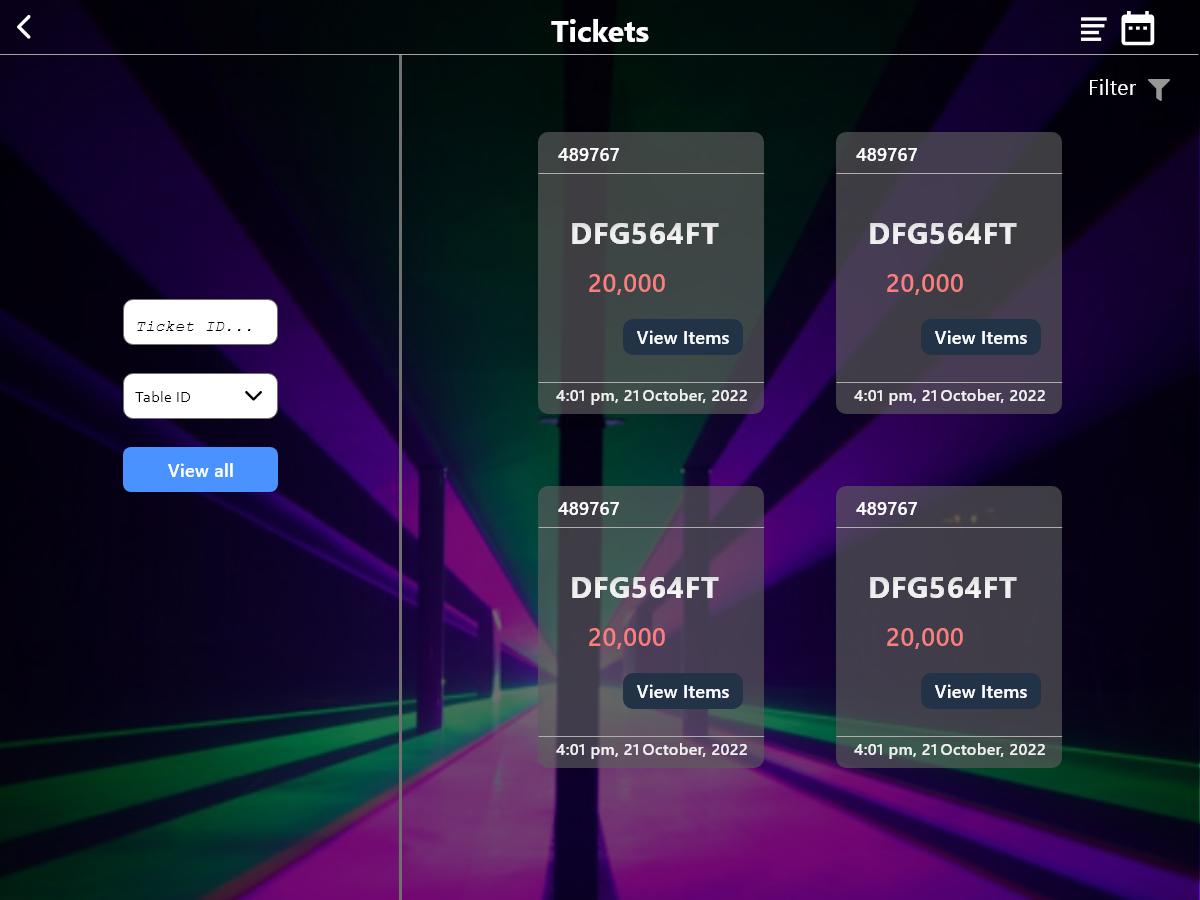 Tickets
Filter
Ticket ID...
Table ID
View all
489767
DFG564FT
20,000
View Items
4:01 pm, 21 October, 2022
489767
DFG564FT
20,000
View Items
4:01 pm, 21 October, 2022
489767
DFG564FT
20,000
View Items
4:01 pm, 21 October, 2022
489767
DFG564FT
20,000
View Items
4:01 pm, 21 October, 2022